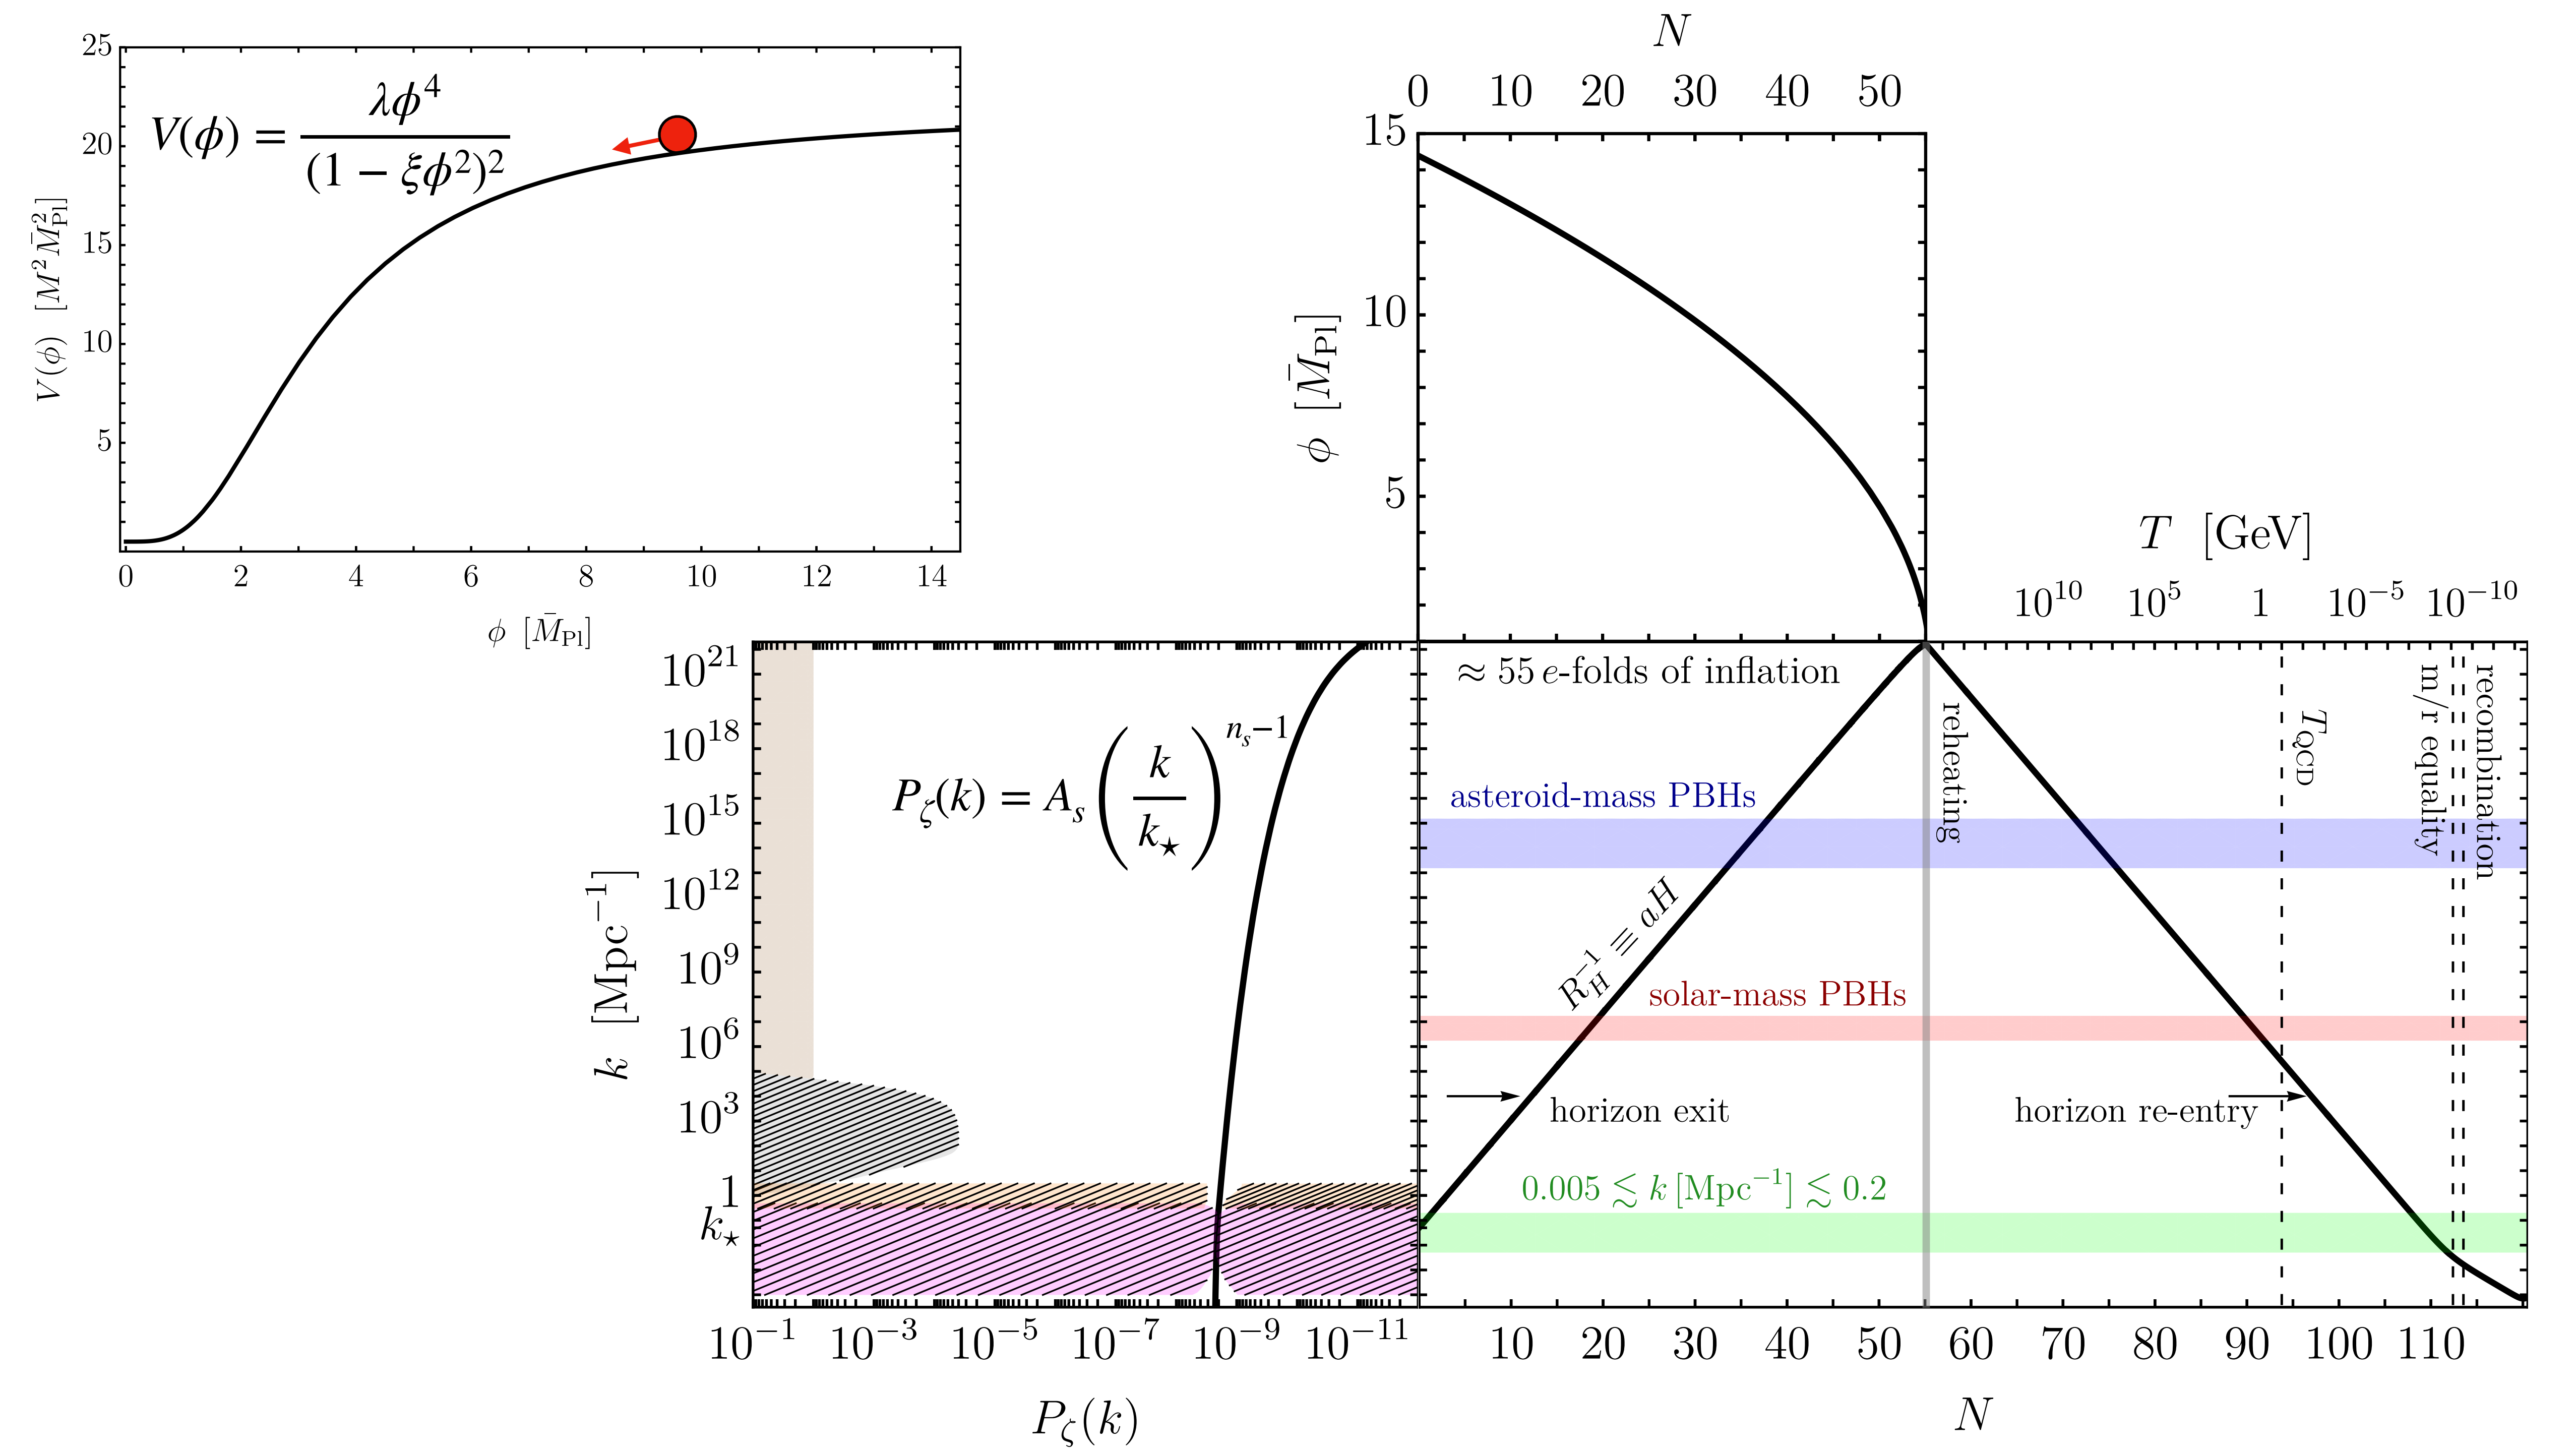 25
20
15
10
5
V(ϕ) = λϕ⁴ / (1 − ξϕ²)²
V(ϕ) [M² M̄²_Pl]
0 2 4 6 8 10 12 14
ϕ [M̄_Pl]
N
0 10 20 30 40 50
15
10
5
ϕ [M̄_Pl]
T [GeV]
10¹⁰ 10⁵ 1 10⁻⁵ 10⁻¹⁰
10²¹
10¹⁸
10¹⁵
10¹²
10⁹
10⁶
10³
1
k⋆
k [Mpc⁻¹]
P_ζ(k) = A_s (k / k⋆)^(n_s−1)
10⁻¹ 10⁻³ 10⁻⁵ 10⁻⁷ 10⁻⁹ 10⁻¹¹
P_ζ(k)
≈ 55 e-folds of inflation
reheating
T_QCD
m/r equality
recombination
asteroid-mass PBHs
R_H⁻¹ ≡ aH
solar-mass PBHs
horizon exit
horizon re-entry
0.005 ≲ k [Mpc⁻¹] ≲ 0.2
10 20 30 40 50 60 70 80 90 100 110
N